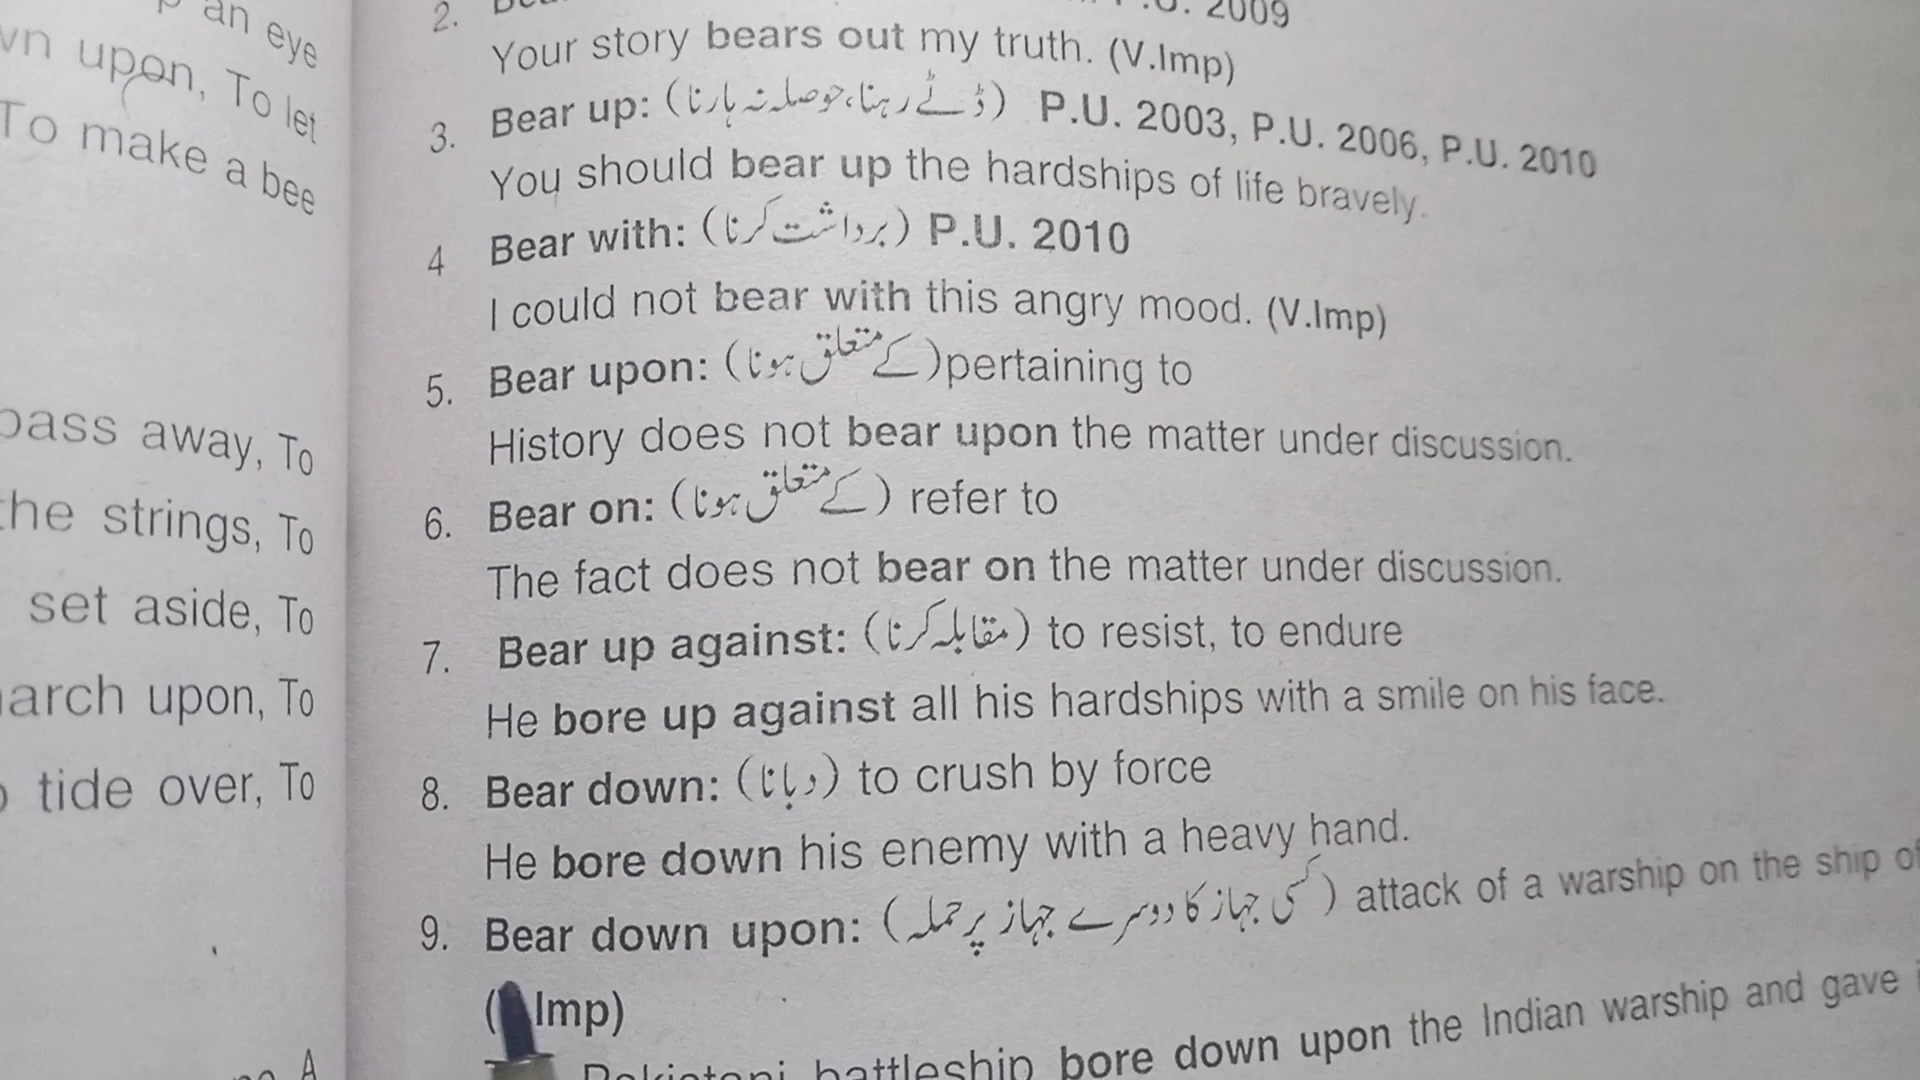 an eye
upon, To let
To make a bee
pass away, To
the strings, To
set aside, To
upon, To
tide over, To
2. 2009
Your story bears out my truth. (V.Imp)
3. Bear up: (ڈٹے رہنا، حوصلہ نہ ہارنا) P.U. 2003, P.U. 2006, P.U. 2010
You should bear up the hardships of life bravely.
4 Bear with: (برداشت کرنا) P.U. 2010
I could not bear with this angry mood. (V.Imp)
5. Bear upon: (کے متعلق ہونا) pertaining to
History does not bear upon the matter under discussion.
6. Bear on: (کے متعلق ہونا) refer to
The fact does not bear on the matter under discussion.
7. Bear up against: (مقابلہ کرنا) to resist, to endure
He bore up against all his hardships with a smile on his face.
8. Bear down: (دبانا) to crush by force
He bore down his enemy with a heavy hand.
9. Bear down upon: (کسی جہاز کا دوسرے جہاز پر حملہ) attack of a warship on the ship of
Imp)
battleship bore down upon the Indian warship and gave